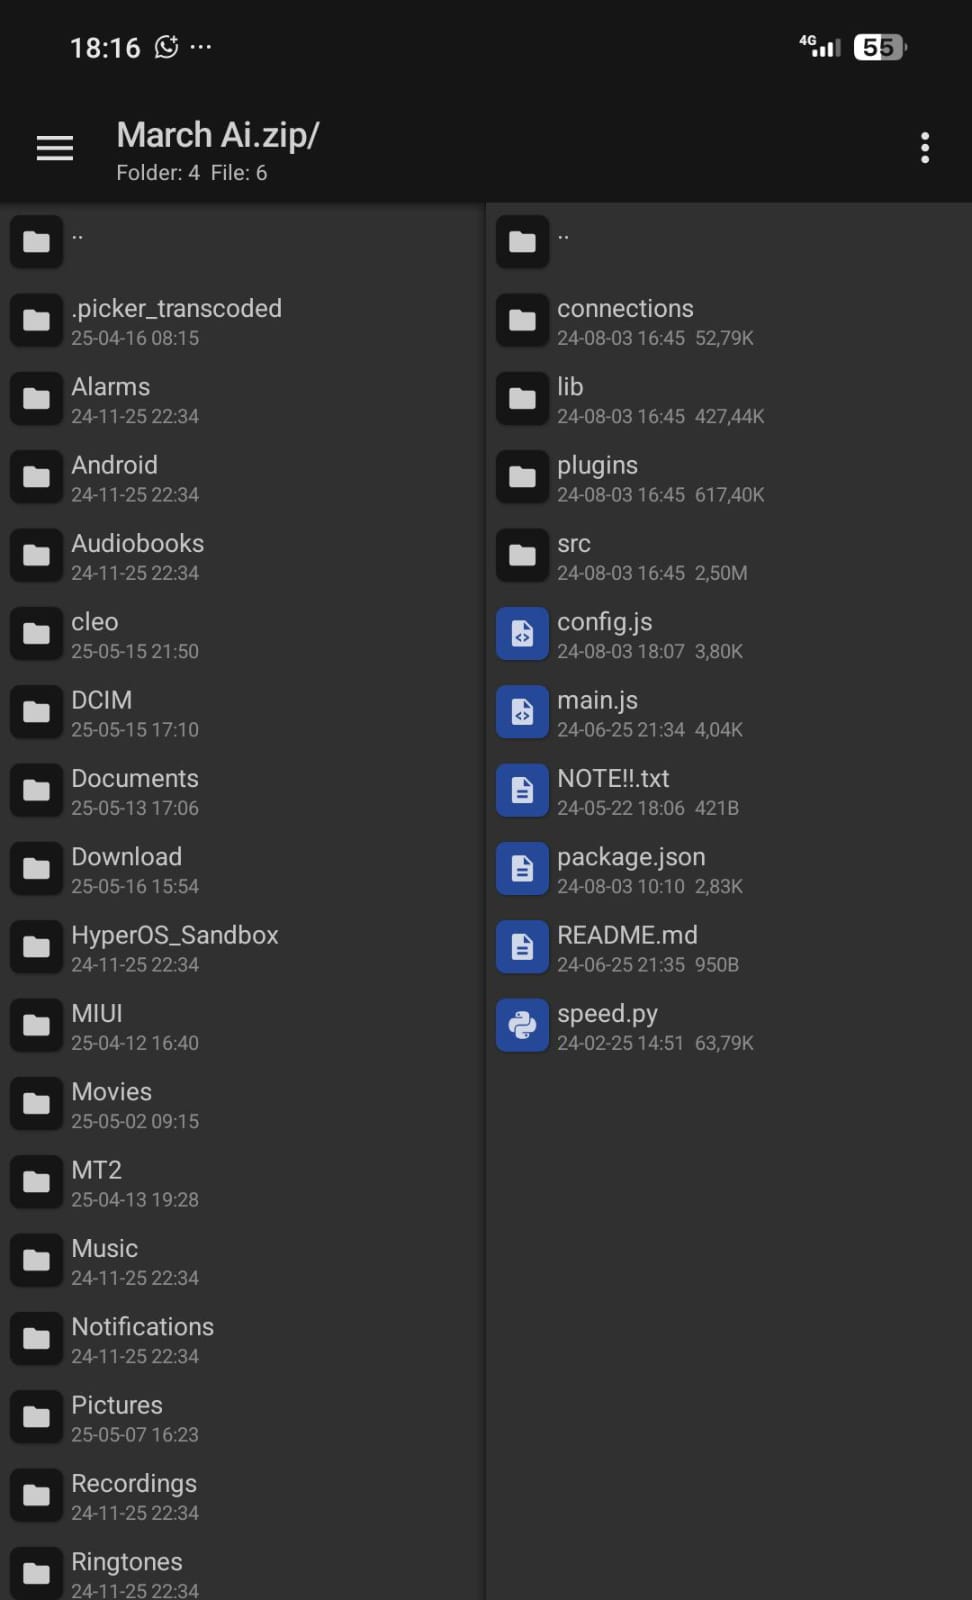 18:16 ...
4G 55
March Ai.zip/
Folder: 4 File: 6
..
.picker_transcoded
25-04-16 08:15
Alarms
24-11-25 22:34
Android
24-11-25 22:34
Audiobooks
24-11-25 22:34
cleo
25-05-15 21:50
DCIM
25-05-15 17:10
Documents
25-05-13 17:06
Download
25-05-16 15:54
HyperOS_Sandbox
24-11-25 22:34
MIUI
25-04-12 16:40
Movies
25-05-02 09:15
MT2
25-04-13 19:28
Music
24-11-25 22:34
Notifications
24-11-25 22:34
Pictures
25-05-07 16:23
Recordings
24-11-25 22:34
Ringtones
24-11-25 22:34
..
connections
24-08-03 16:45 52,79K
lib
24-08-03 16:45 427,44K
plugins
24-08-03 16:45 617,40K
src
24-08-03 16:45 2,50M
config.js
24-08-03 18:07 3,80K
main.js
24-06-25 21:34 4,04K
NOTE!!.txt
24-05-22 18:06 421B
package.json
24-08-03 10:10 2,83K
README.md
24-06-25 21:35 950B
speed.py
24-02-25 14:51 63,79K